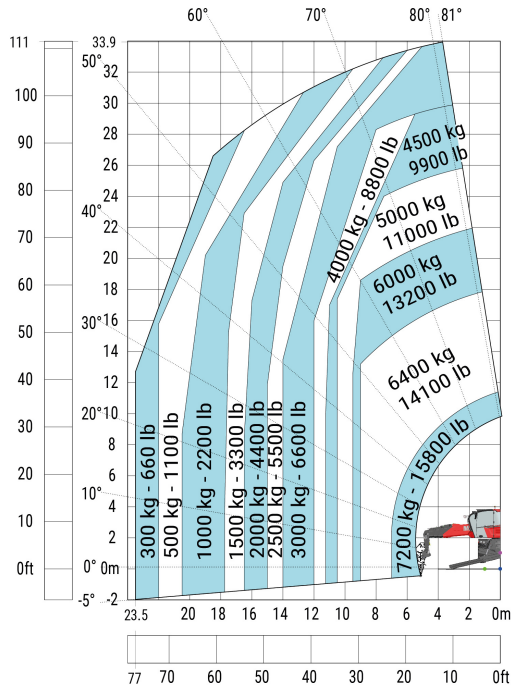 60° 70° 80° 81°
111 33.9
50° 32
100 30
90 28
26
80 24
40° 22
70 20
60 18
50 30° 16
40 14
12
30 20° 10
8
20 6
10° 4
10 2
0ft 0° 0m
-5° -2
4500 kg
9900 lb
4000 kg - 8800 lb
5000 kg
11000 lb
6000 kg
13200 lb
6400 kg
14100 lb
7200 kg - 15800 lb
300 kg - 660 lb
500 kg - 1100 lb
1000 kg - 2200 lb
1500 kg - 3300 lb
2000 kg - 4400 lb
2500 kg - 5500 lb
3000 kg - 6600 lb
23.5 20 18 16 14 12 10 8 6 4 2 0m
77 70 60 50 40 30 20 10 0ft